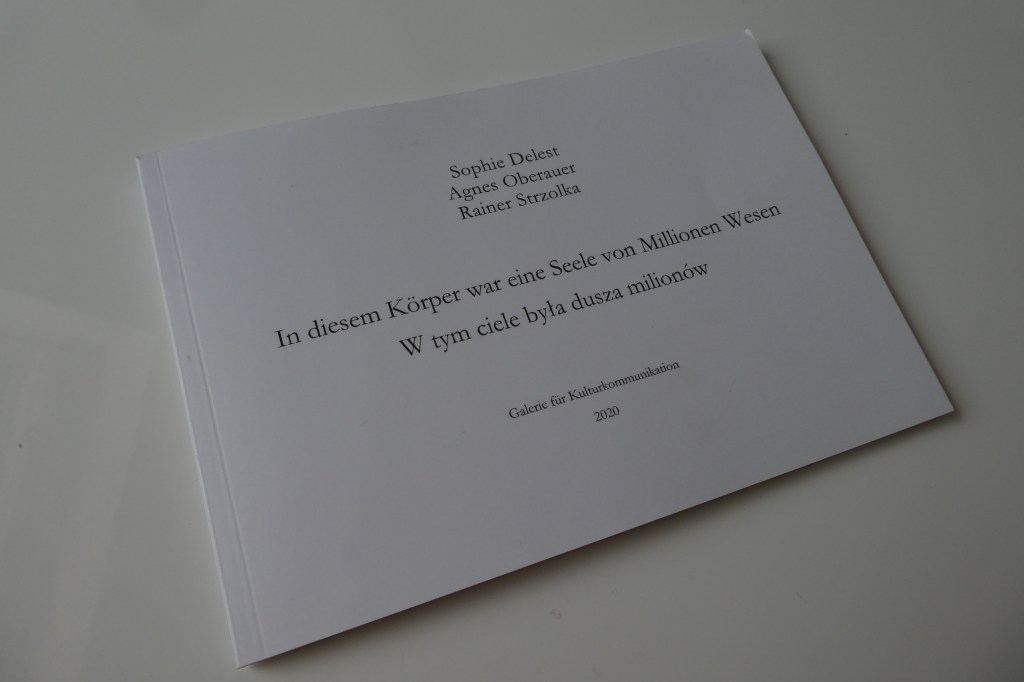 Sophie Delest
Agnes Oberauer
Rainer Strzolka
In diesem Körper war eine Seele von Millionen Wesen
W tym ciele była dusza milionów
Galerie für Kulturkommunikation
2020